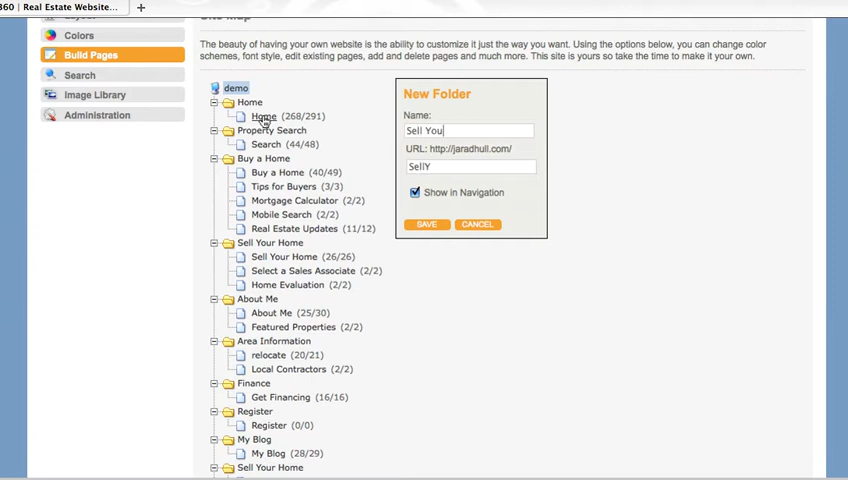 360 | Real Estate Website...
Colors
Build Pages
Search
Image Library
Administration
The beauty of having your own website is the ability to customize it just the way you want. Using the options below, you can change color
schemes, font style, edit existing pages, add and delete pages and much more. This site is yours so take the time to make it your own.
demo
Home
Home (268/291)
Property Search
Search (44/48)
Buy a Home
Buy a Home (40/49)
Tips for Buyers (3/3)
Mortgage Calculator (2/2)
Mobile Search (2/2)
Real Estate Updates (11/12)
Sell Your Home
Sell Your Home (26/26)
Select a Sales Associate (2/2)
Home Evaluation (2/2)
About Me
About Me (25/30)
Featured Properties (2/2)
Area Information
relocate (20/21)
Local Contractors (2/2)
Finance
Get Financing (16/16)
Register
Register (0/0)
My Blog
My Blog (28/29)
Sell Your Home
New Folder
Name:
Sell You
URL: http://jaradhull.com/
SellY
Show in Navigation
SAVE CANCEL